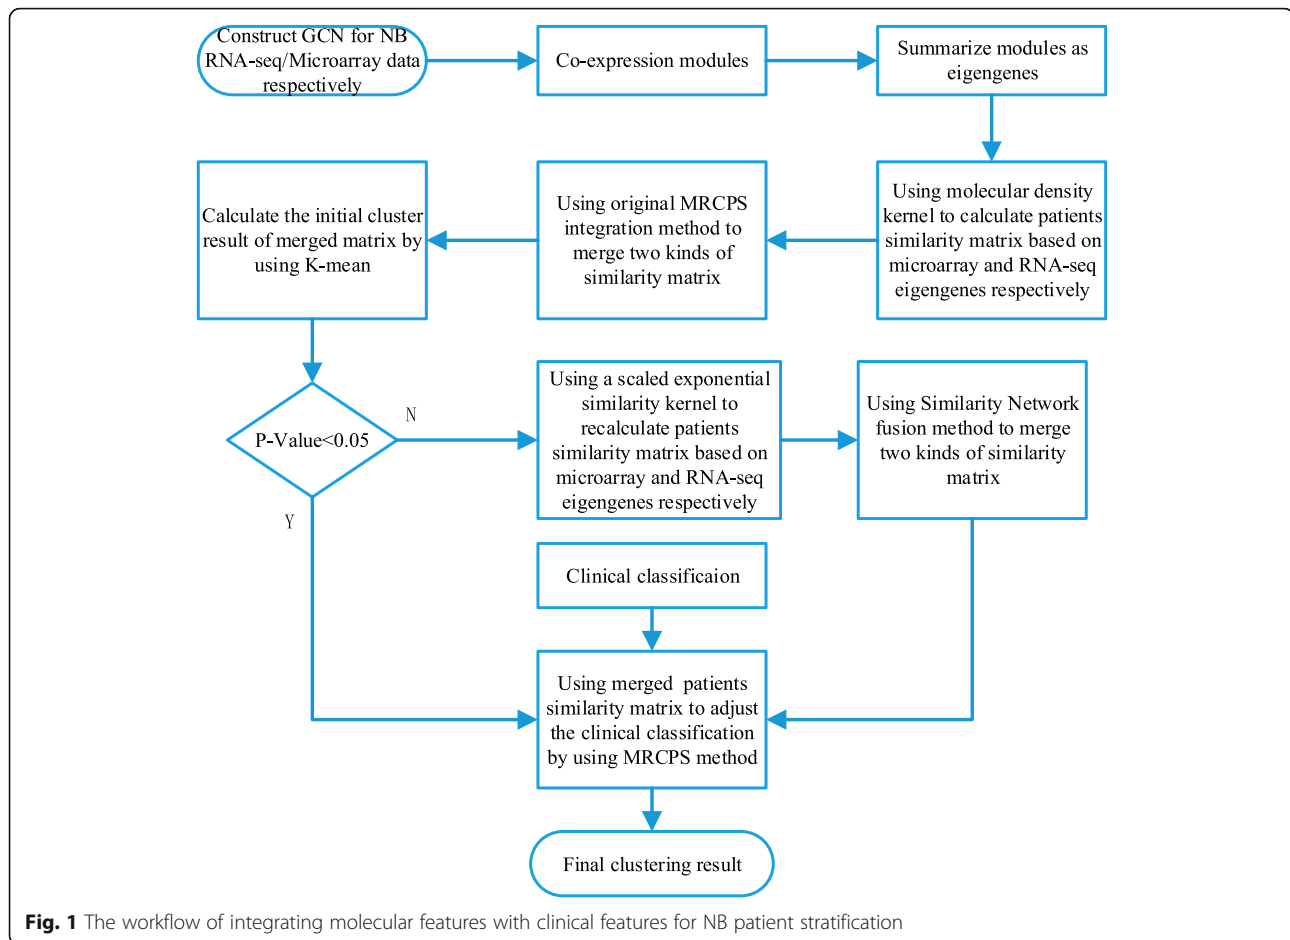 Construct GCN for NB
RNA-seq/Microarray data
respectively
Co-expression modules
Summarize modules as
eigengenes
Using molecular density
kernel to calculate patients
similarity matrix based on
microarray and RNA-seq
eigengenes respectively
Using original MRCPS
integration method to
merge two kinds of
similarity matrix
Calculate the initial cluster
result of merged matrix by
using K-mean
P-Value<0.05
N
Y
Using a scaled exponential
similarity kernel to
recalculate patients
similarity matrix based on
microarray and RNA-seq
eigengenes respectively
Using Similarity Network
fusion method to merge
two kinds of similarity
matrix
Clinical classificaion
Using merged patients
similarity matrix to adjust
the clinical classification
by using MRCPS method
Final clustering result
Fig. 1 The workflow of integrating molecular features with clinical features for NB patient stratification